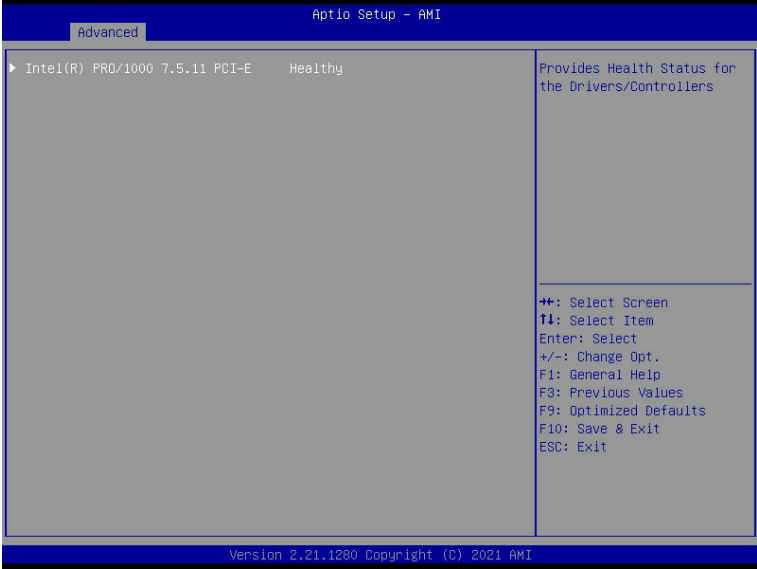 Aptio Setup - AMI
Advanced
▶ Intel(R) PRO/1000 7.5.11 PCI-E Healthy
Provides Health Status for
the Drivers/Controllers
→←: Select Screen
↑↓: Select Item
Enter: Select
+/-: Change Opt.
F1: General Help
F3: Previous Values
F9: Optimized Defaults
F10: Save & Exit
ESC: Exit
Version 2.21.1280 Copyright (C) 2021 AMI